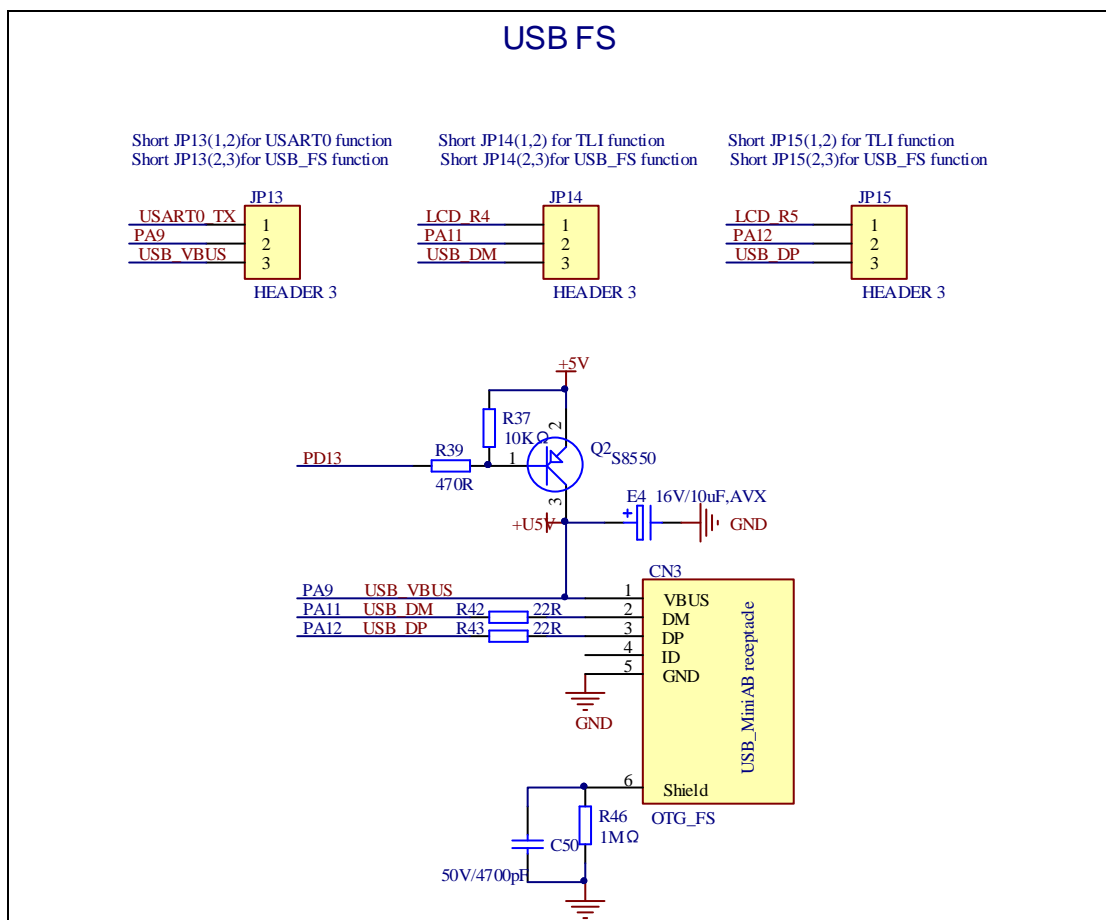 USB FS
Short JP13(1,2)for USART0 function
Short JP13(2,3)for USB_FS function
Short JP14(1,2) for TLI function
Short JP14(2,3)for USB_FS function
Short JP15(1,2) for TLI function
Short JP15(2,3)for USB_FS function
JP13
USART0_TX 1
PA9 2
USB_VBUS 3
HEADER 3
JP14
LCD_R4 1
PA11 2
USB_DM 3
HEADER 3
JP15
LCD_R5 1
PA12 2
USB_DP 3
HEADER 3
+5V
R37
10KΩ
2
PD13
R39
470R
1
Q2
S8550
3
+U5V
E4 16V/10uF,AVX
+
GND
CN3
PA9 USB_VBUS 1 VBUS
PA11 USB_DM R42 22R 2 DM
PA12 USB_DP R43 22R 3 DP
4 ID
5 GND
GND
USB_MiniAB receptacle
6 Shield
OTG_FS
R46
1MΩ
C50
50V/4700pF